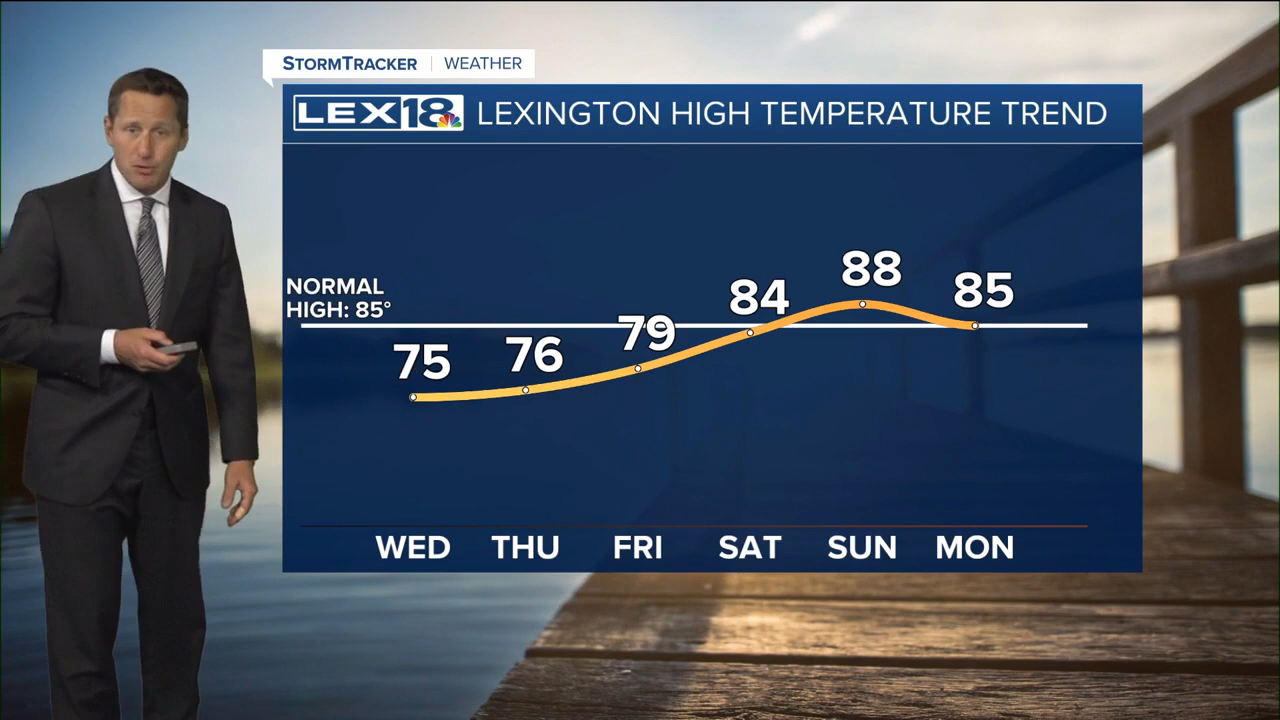 STORMTRACKER WEATHER
LEX18 LEXINGTON HIGH TEMPERATURE TREND
NORMAL
HIGH: 85°
75 76 79 84 88 85
WED THU FRI SAT SUN MON